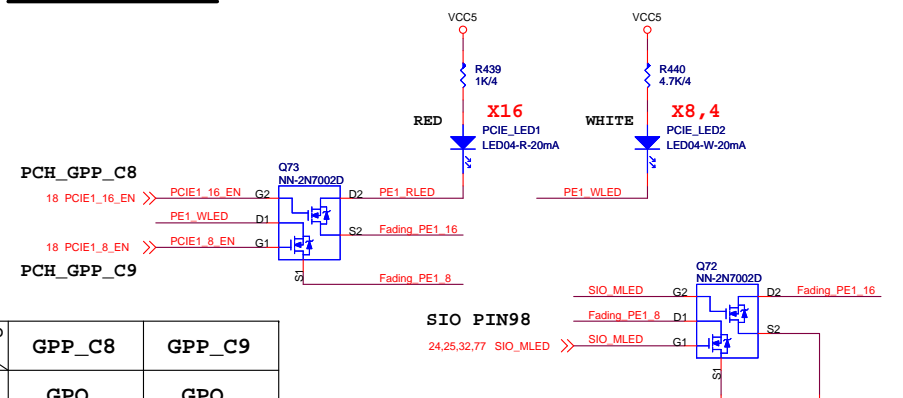 VCC5
VCC5
R439
1K/4
R440
4.7K/4
X16
X8,4
RED
PCIE_LED1
LED04-R-20mA
WHITE
PCIE_LED2
LED04-W-20mA
PCH_GPP_C8
Q73
NN-2N7002D
18 PCIE1_16_EN
PCIE1_16_EN
G2
D2
PE1_RLED
PE1_WLED
PE1_WLED
D1
S2
Fading_PE1_16
18 PCIE1_8_EN
PCIE1_8_EN
G1
PCH_GPP_C9
S1
Fading_PE1_8
Q72
NN-2N7002D
SIO_MLED
G2
D2
Fading_PE1_16
SIO PIN98
Fading_PE1_8
D1
S2
24,25,32,77 SIO_MLED
SIO_MLED
G1
S1
GPP_C8
GPP_C9
GPO
GPO